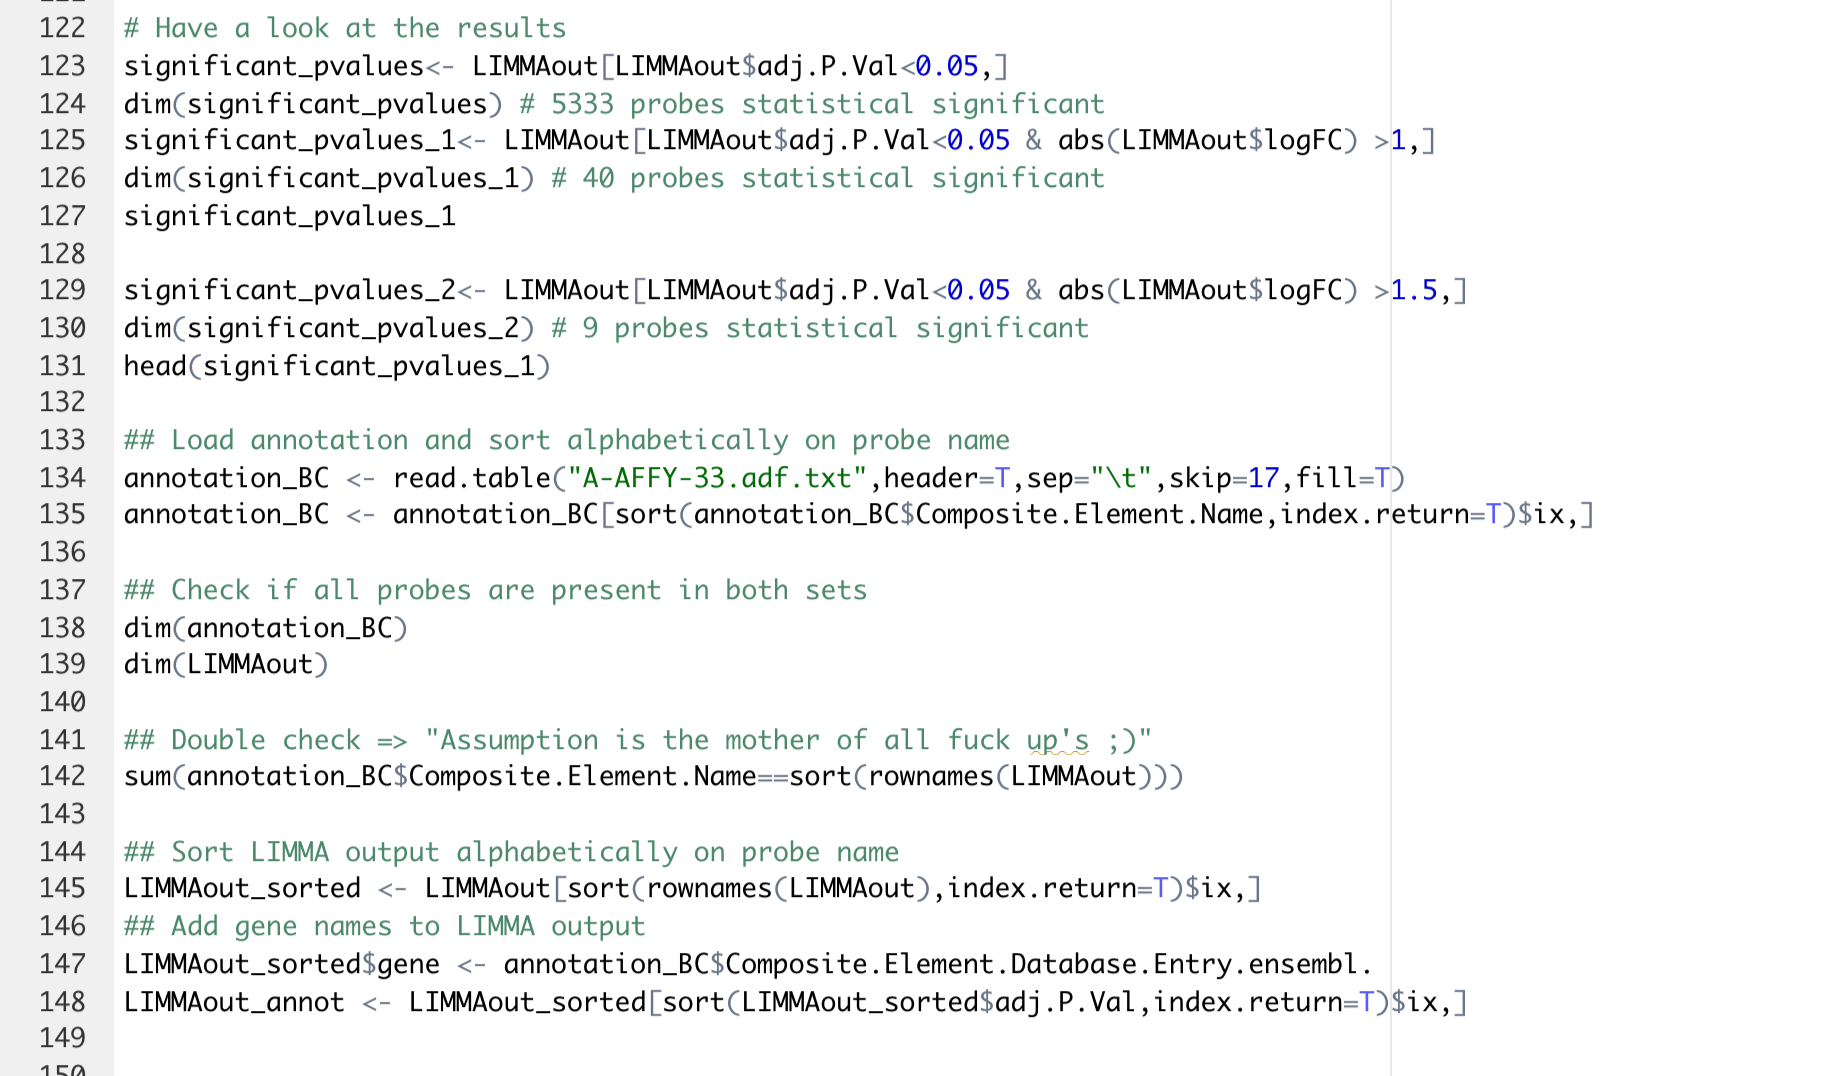 122 # Have a look at the results
123 significant_pvalues<- LIMMAout[LIMMAout$adj.P.Val<0.05,]
124 dim(significant_pvalues) # 5333 probes statistical significant
125 significant_pvalues_1<- LIMMAout[LIMMAout$adj.P.Val<0.05 & abs(LIMMAout$logFC) >1,]
126 dim(significant_pvalues_1) # 40 probes statistical significant
127 significant_pvalues_1
128
129 significant_pvalues_2<- LIMMAout[LIMMAout$adj.P.Val<0.05 & abs(LIMMAout$logFC) >1.5,]
130 dim(significant_pvalues_2) # 9 probes statistical significant
131 head(significant_pvalues_1)
132
133 ## Load annotation and sort alphabetically on probe name
134 annotation_BC <- read.table("A-AFFY-33.adf.txt",header=T,sep="\t",skip=17,fill=T)
135 annotation_BC <- annotation_BC[sort(annotation_BC$Composite.Element.Name,index.return=T)$ix,]
136
137 ## Check if all probes are present in both sets
138 dim(annotation_BC)
139 dim(LIMMAout)
140
141 ## Double check => "Assumption is the mother of all fuck up's ;)"
142 sum(annotation_BC$Composite.Element.Name==sort(rownames(LIMMAout)))
143
144 ## Sort LIMMA output alphabetically on probe name
145 LIMMAout_sorted <- LIMMAout[sort(rownames(LIMMAout),index.return=T)$ix,]
146 ## Add gene names to LIMMA output
147 LIMMAout_sorted$gene <- annotation_BC$Composite.Element.Database.Entry.ensembl.
148 LIMMAout_annot <- LIMMAout_sorted[sort(LIMMAout_sorted$adj.P.Val,index.return=T)$ix,]
149
150